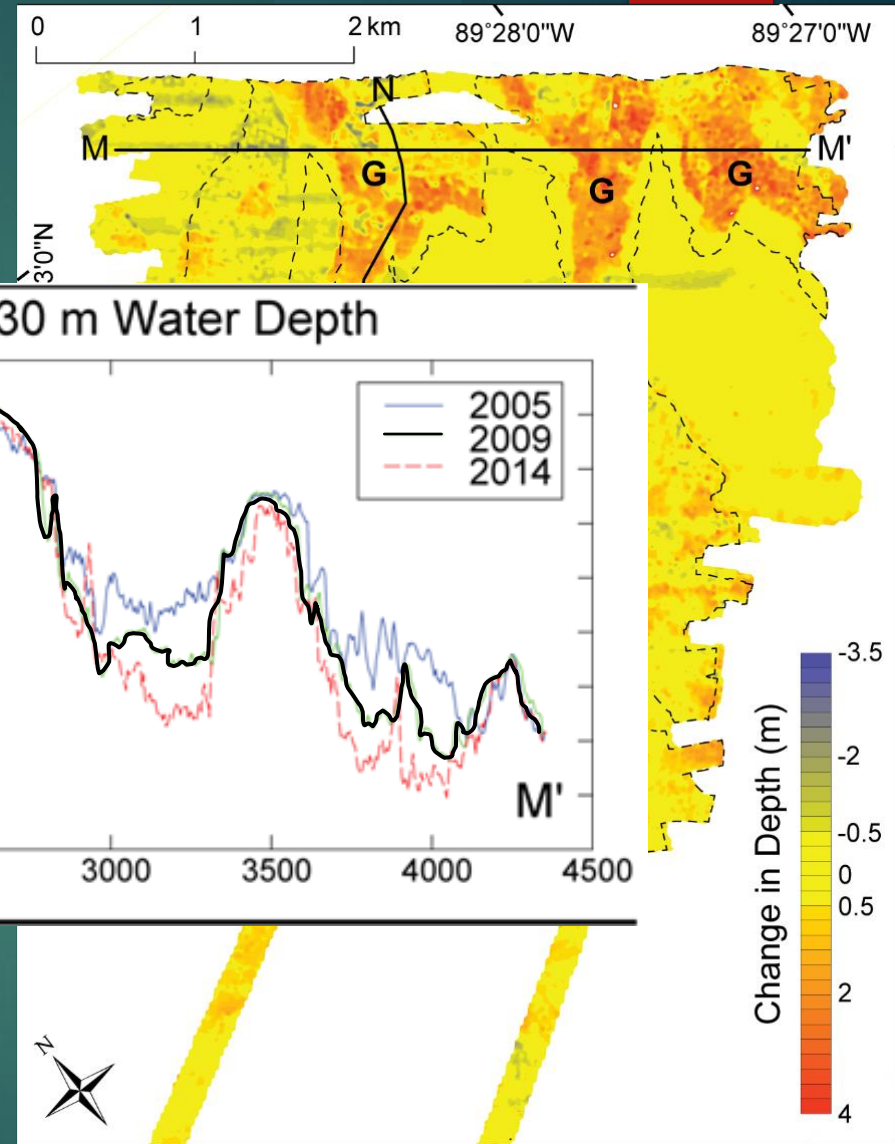 0 1 2 km 89°28'0"W 89°27'0"W
N
M M'
G G G
3'0"N
30 m Water Depth
2005
2009
2014
M'
3000 3500 4000 4500
Change in Depth (m)
-3.5
-2
-0.5
0
0.5
2
4
N